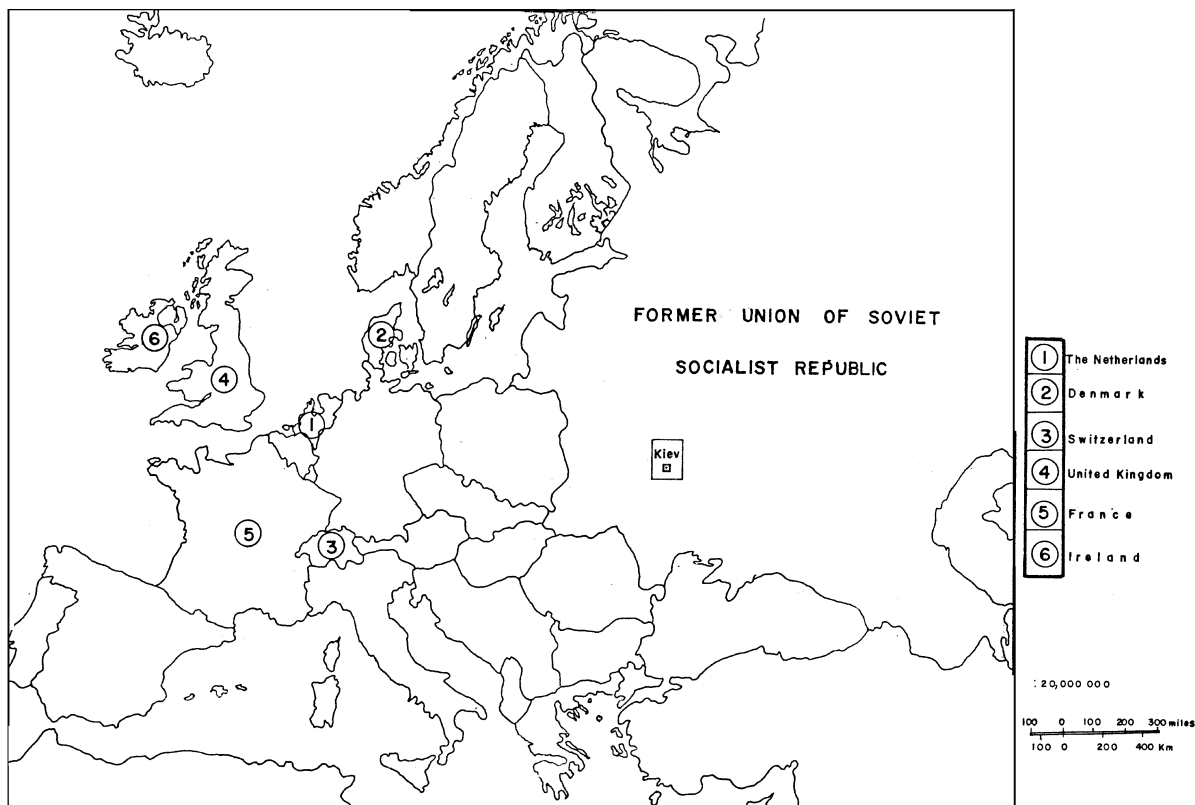 FORMER UNION OF SOVIET
SOCIALIST REPUBLIC
Kiev
6
2
4
1
5
3
1 The Netherlands
2 Denmark
3 Switzerland
4 United Kingdom
5 France
6 Ireland
:20,000 000
100 0 100 200 300 miles
100 0 200 400 Km